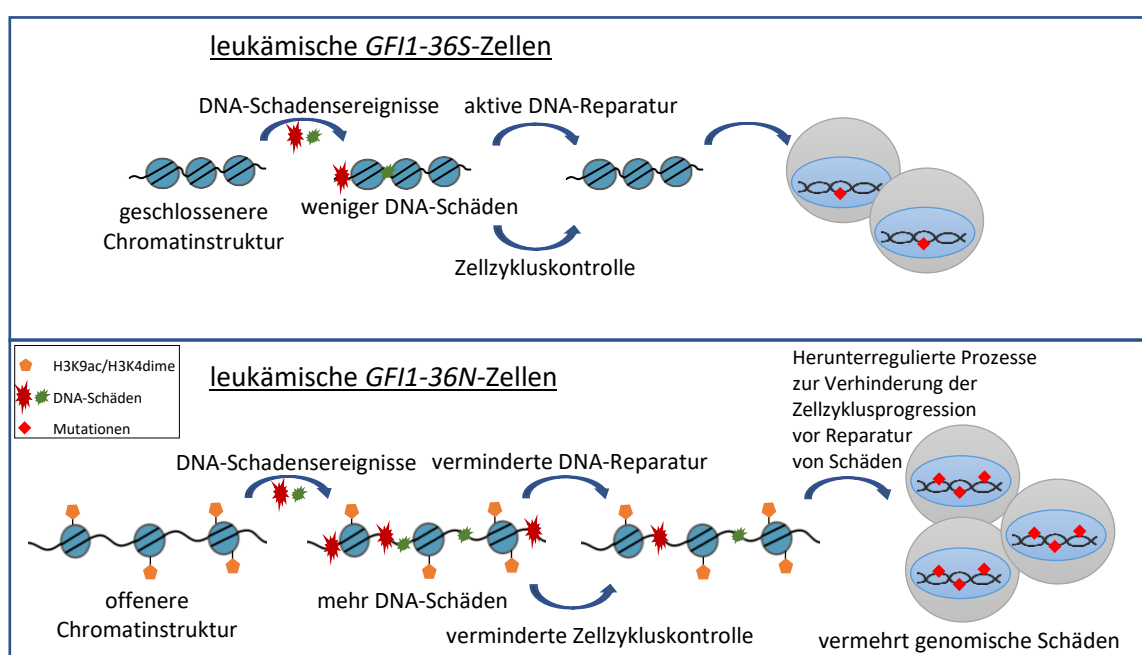 leukämische GFI1-36S-Zellen
DNA-Schadensereignisse
aktive DNA-Reparatur
geschlossenere
Chromatinstruktur
weniger DNA-Schäden
Zellzykluskontrolle
H3K9ac/H3K4dime
DNA-Schäden
Mutationen
leukämische GFI1-36N-Zellen
Herunterregulierte Prozesse
zur Verhinderung der
Zellzyklusprogression
vor Reparatur
von Schäden
DNA-Schadensereignisse
verminderte DNA-Reparatur
offenere
Chromatinstruktur
mehr DNA-Schäden
verminderte Zellzykluskontrolle
vermehrt genomische Schäden